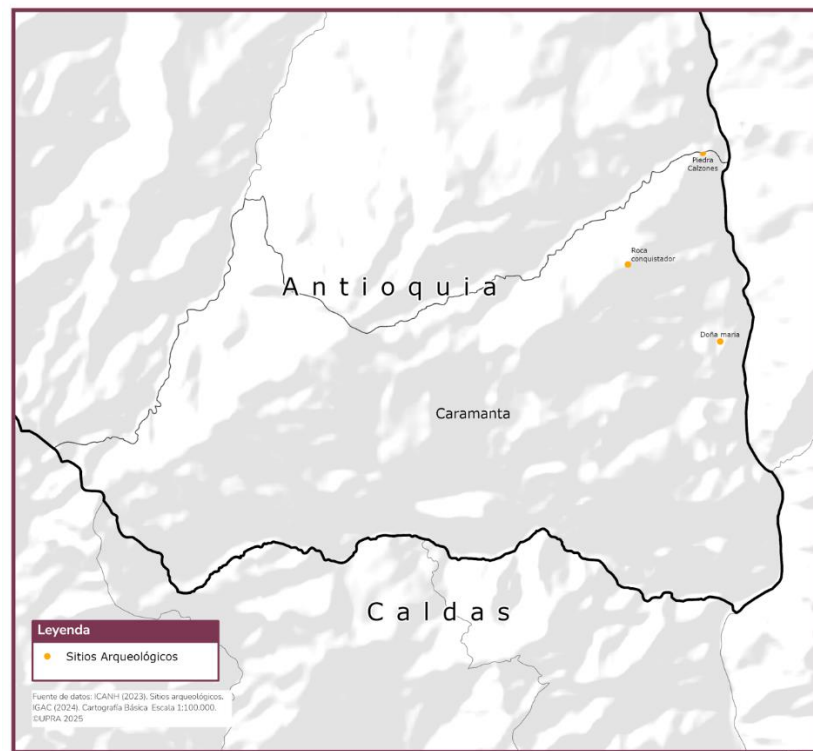 Piedra
Calzones
Roca
conquistador
Antioquia
Doña maria
Caramanta
Caldas
Leyenda
Sitios Arqueológicos
Fuente de datos: ICANH (2023). Sitios arqueológicos.
IGAC (2024). Cartografía Básica Escala 1:100.000.
©UPRA 2025